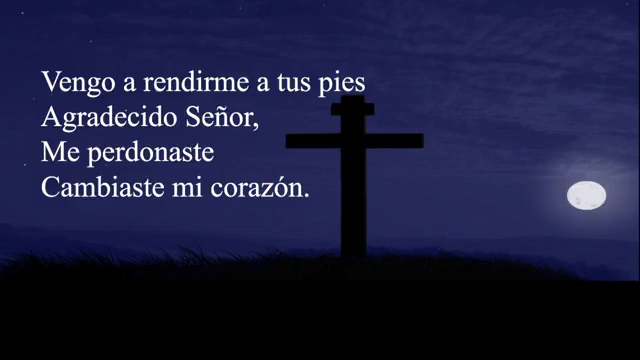 Vengo a rendirme a tus pies
Agradecido Señor,
Me perdonaste
Cambiaste mi corazón.